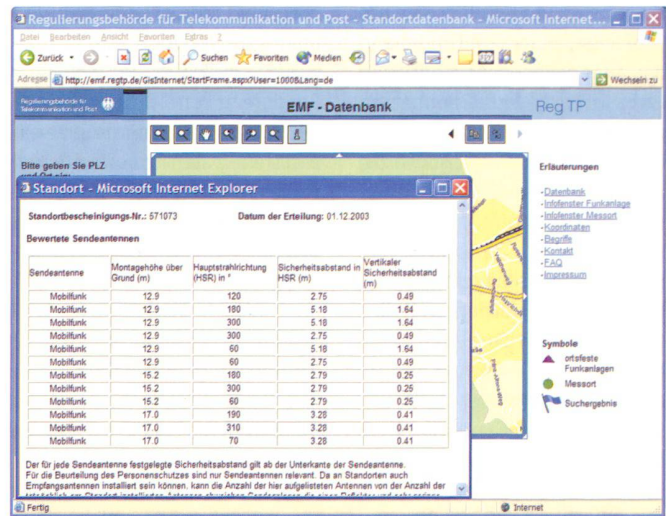 Regulierungsbehörde für Telekommunikation und Post - Standortdatenbank - Microsoft Internet...
Datei Bearbeiten Ansicht Favoriten Extras ?
Zurück Suchen Favoriten Medien
Adresse http://emf.regtp.de/GisInternet/StartFrame.aspx?User=1000&Lang=de Wechseln zu
Regulierungsbehörde für
Telekommunikation und Post
EMF - Datenbank
Reg TP
Bitte geben Sie PLZ
und Ort ein:
Erläuterungen
-Datenbank
-Infofenster Funkanlage
-Infofenster Messort
-Koordinaten
-Begriffe
-Kontakt
-FAQ
-Impressum
Symbole
ortsfeste
Funkanlagen
Messort
Suchergebnis
Standort - Microsoft Internet Explorer
Standortbescheinigungs-Nr.: 571073 Datum der Erteilung: 01.12.2003
Bewertete Sendeantennen
Sendeantenne Montagehöhe über Grund (m) Hauptstrahlrichtung (HSR) in ° Sicherheitsabstand in HSR (m) Vertikaler Sicherheitsabstand (m)
Mobilfunk 12.9 120 2.75 0.49
Mobilfunk 12.9 180 5.18 1.64
Mobilfunk 12.9 300 5.18 1.64
Mobilfunk 12.9 300 2.75 0.49
Mobilfunk 12.9 60 5.18 1.64
Mobilfunk 12.9 60 2.75 0.49
Mobilfunk 15.2 180 2.79 0.25
Mobilfunk 15.2 300 2.79 0.25
Mobilfunk 15.2 60 2.79 0.25
Mobilfunk 17.0 190 3.28 0.41
Mobilfunk 17.0 310 3.28 0.41
Mobilfunk 17.0 70 3.28 0.41
Der für jede Sendeantenne festgelegte Sicherheitsabstand gilt ab der Unterkante der Sendeantenne.
Für die Beurteilung des Personenschutzes sind nur Sendeantennen relevant. Da an Standorten auch
Empfangsantennen installiert sein können, kann die Anzahl der hier aufgelisteten Antennen von der Anzahl der
Fertig
Internet